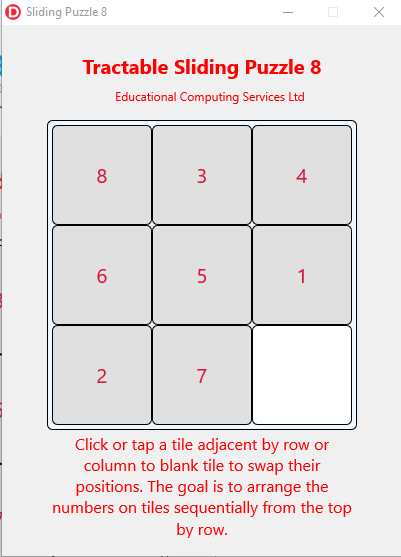 D Sliding Puzzle 8
Tractable Sliding Puzzle 8
Educational Computing Services Ltd
8 3 4
6 5 1
2 7
Click or tap a tile adjacent by row or
column to blank tile to swap their
positions. The goal is to arrange the
numbers on tiles sequentially from the top
by row.